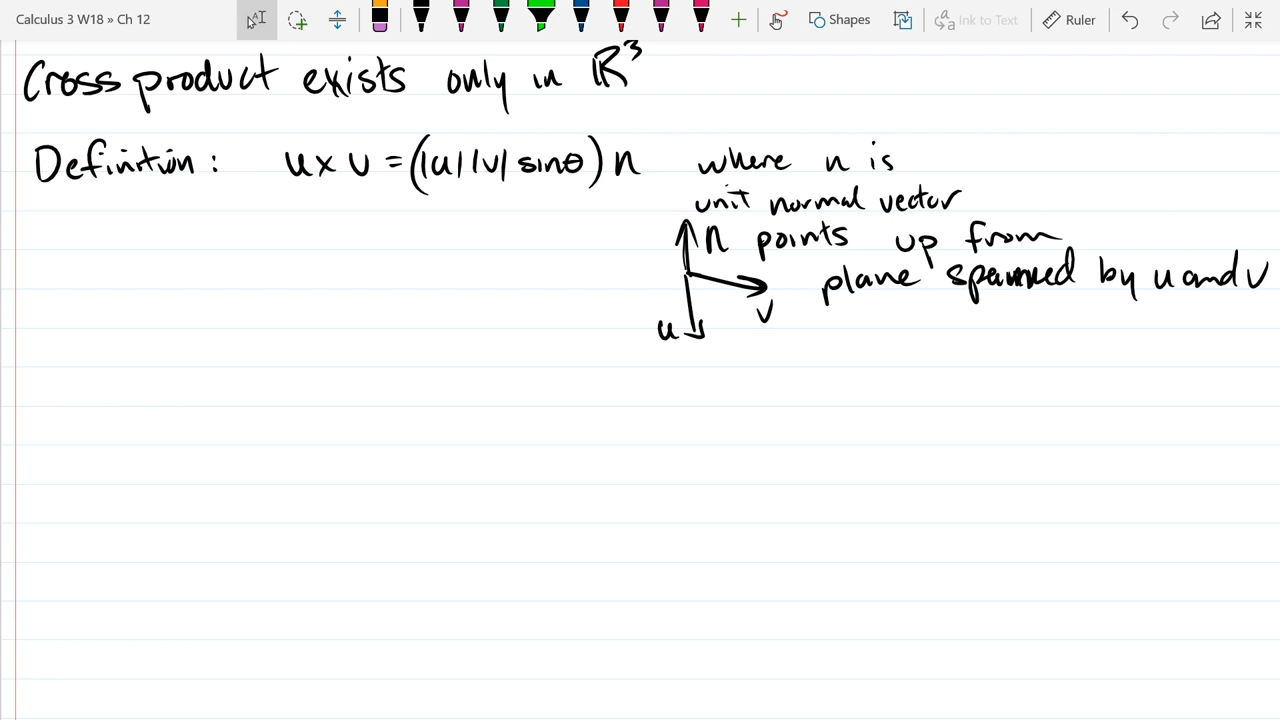 Calculus 3 W18 » Ch 12
Shapes
Ink to Text
Ruler
Cross product exists only in ℝ³
Definition: u x v = (|u| |v| sinθ) n where n is
unit normal vector
n points up from
plane spanned by u and v
v
u